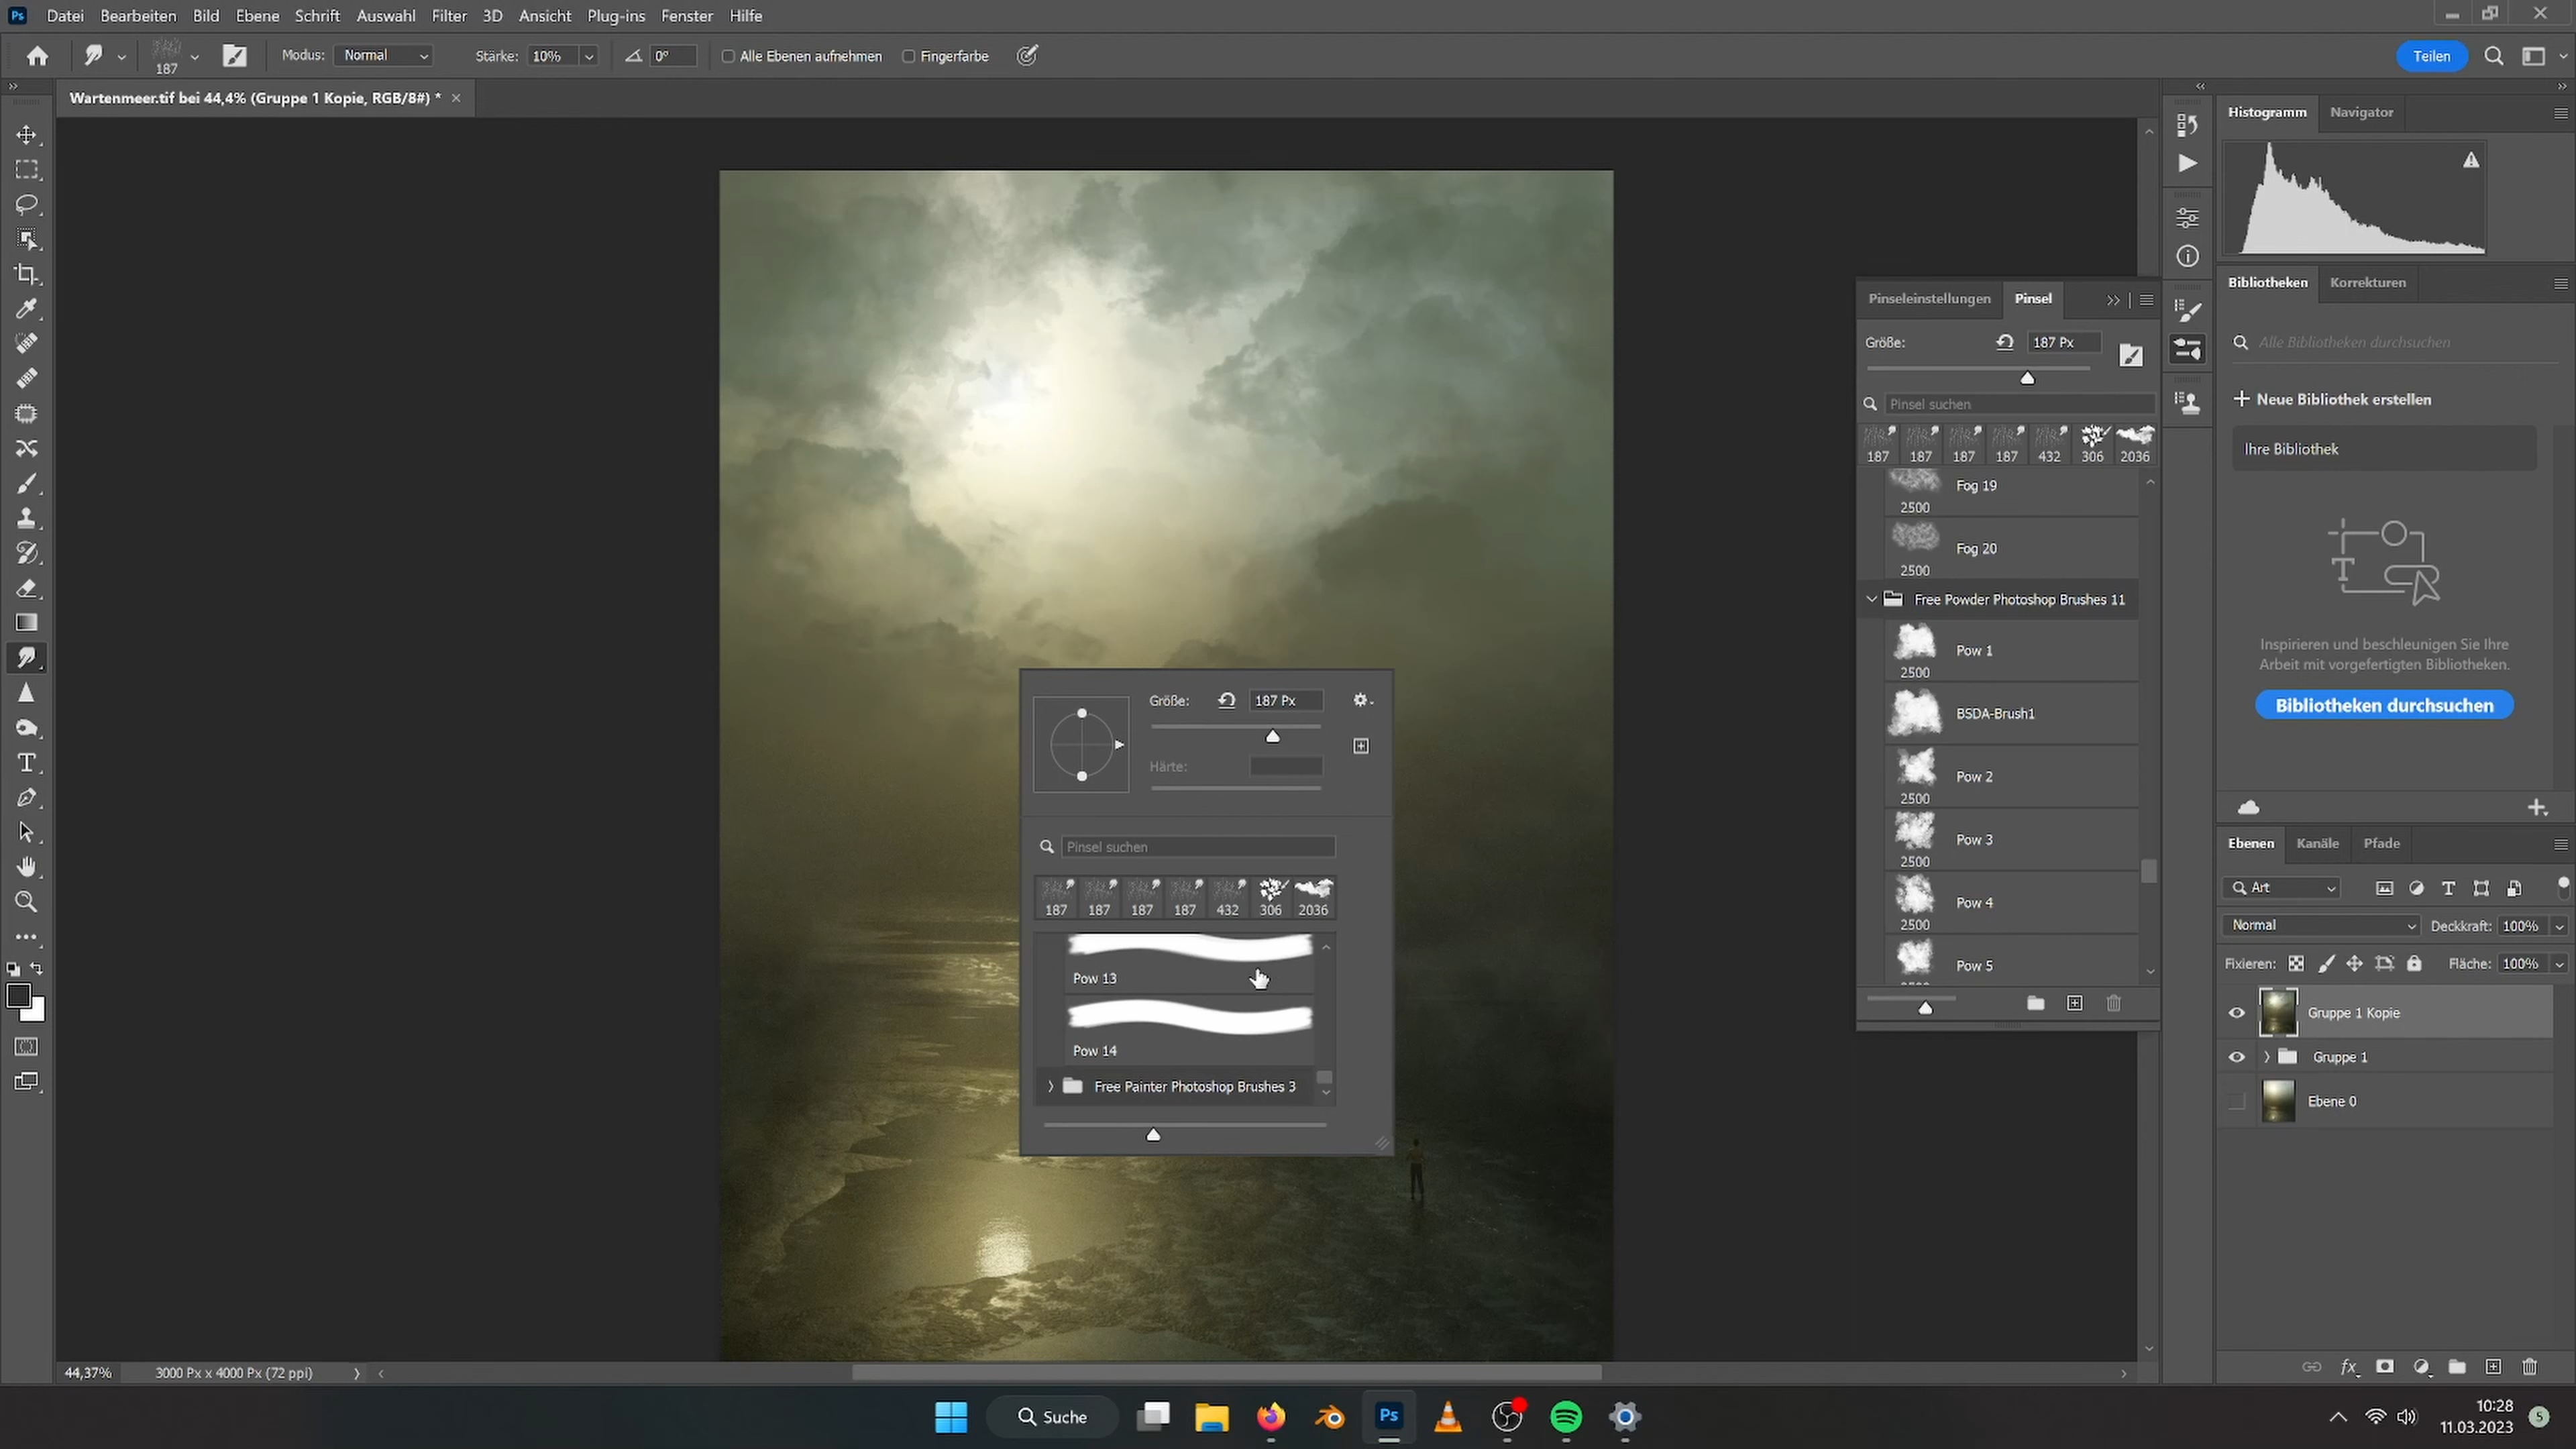 Ps Datei Bearbeiten Bild Ebene Schrift Auswahl Filter 3D Ansicht Plug-ins Fenster Hilfe
187 Modus: Normal Stärke: 10% 0° Alle Ebenen aufnehmen Fingerfarbe Teilen
Wartenmeer.tif bei 44,4% (Gruppe 1 Kopie, RGB/8#) *
Histogramm Navigator
Bibliotheken Korrekturen
Alle Bibliotheken durchsuchen
Neue Bibliothek erstellen
Ihre Bibliothek
Inspirieren und beschleunigen Sie Ihre
Arbeit mit vorgefertigten Bibliotheken.
Bibliotheken durchsuchen
Pinseleinstellungen Pinsel
Größe: 187 Px
Pinsel suchen
187 187 187 187 432 306 2036
Fog 19
2500
Fog 20
2500
Free Powder Photoshop Brushes 11
Pow 1
2500
BSDA-Brush1
Pow 2
2500
Pow 3
2500
Pow 4
2500
Pow 5
Größe: 187 Px
Härte:
Pinsel suchen
187 187 187 187 432 306 2036
Pow 13
Pow 14
Free Painter Photoshop Brushes 3
Ebenen Kanäle Pfade
Art
Normal Deckkraft: 100%
Fixieren: Fläche: 100%
Gruppe 1 Kopie
Gruppe 1
Ebene 0
fx
44,37% 3000 Px x 4000 Px (72 ppi)
Suche
Ps
10:28
11.03.2023
5